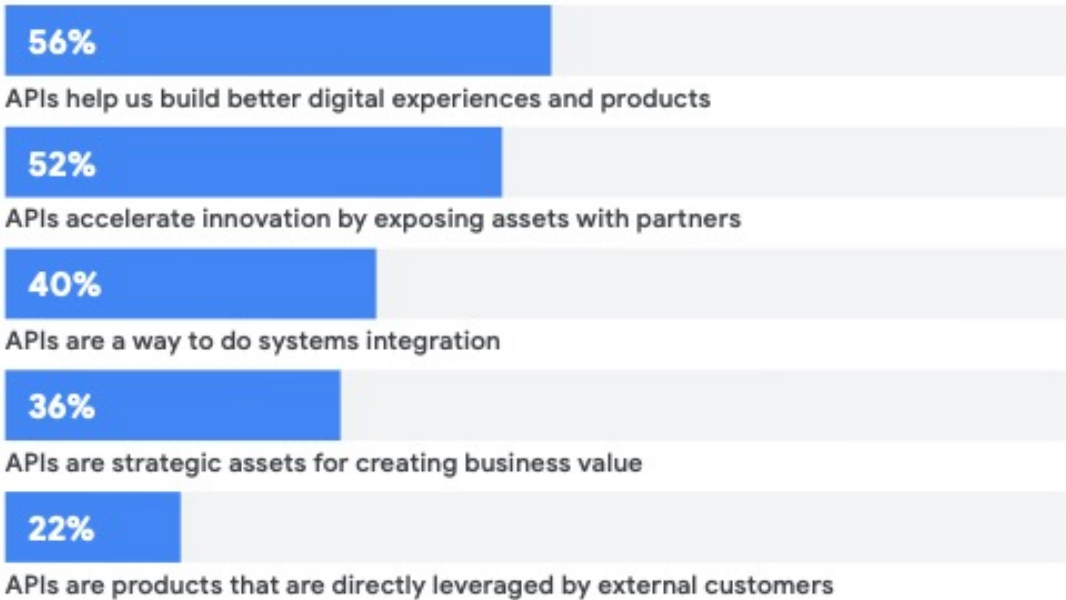 56%
APIs help us build better digital experiences and products
52%
APIs accelerate innovation by exposing assets with partners
40%
APIs are a way to do systems integration
36%
APIs are strategic assets for creating business value
22%
APIs are products that are directly leveraged by external customers